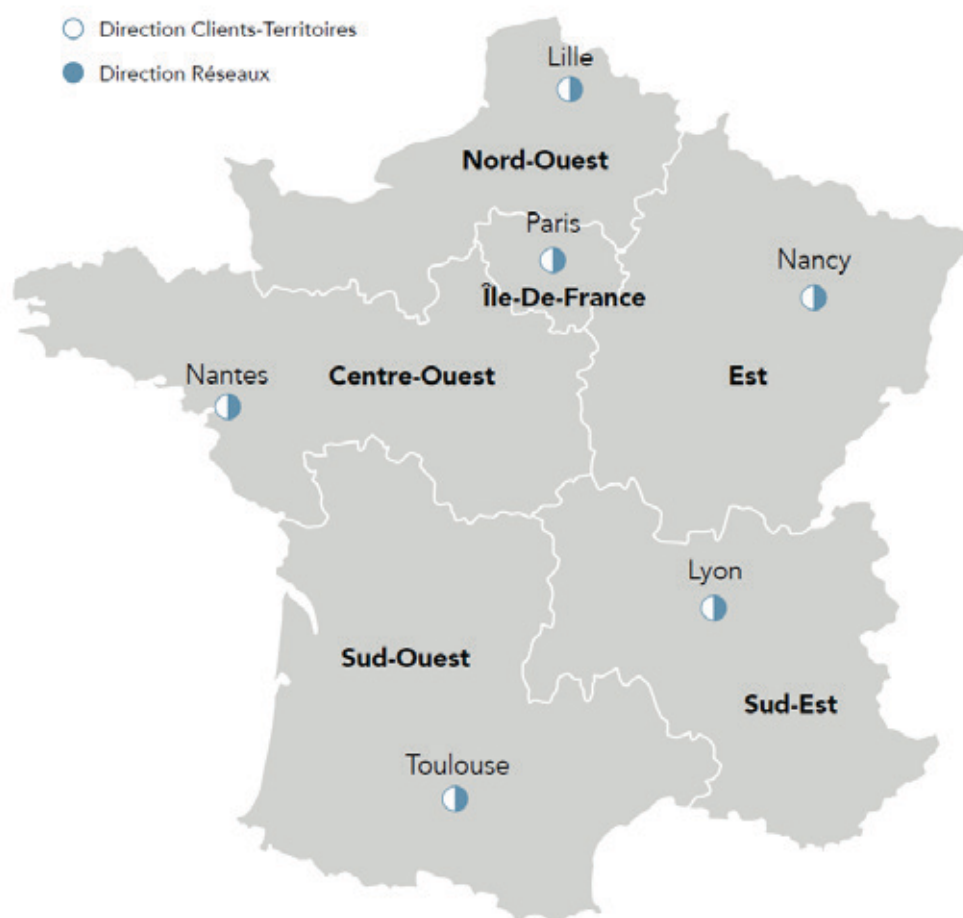 Direction Clients-Territoires
Direction Réseaux
Lille
Nord-Ouest
Paris
Île-De-France
Nancy
Nantes
Centre-Ouest
Est
Lyon
Sud-Ouest
Sud-Est
Toulouse